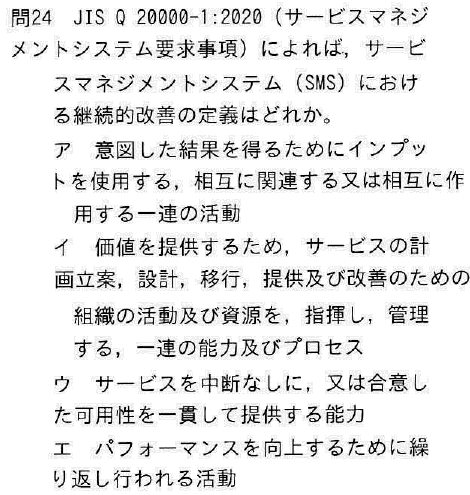 問24 JIS Q 20000-1:2020（サービスマネジ
メントシステム要求事項）によれば，サービ
スマネジメントシステム（SMS）におけ
る継続的改善の定義はどれか。
ア　意図した結果を得るためにインプッ
トを使用する，相互に関連する又は相互に作
用する一連の活動
イ　価値を提供するため，サービスの計
画立案，設計，移行，提供及び改善のための
組織の活動及び資源を，指揮し，管理
する，一連の能力及びプロセス
ウ　サービスを中断なしに，又は合意し
た可用性を一貫して提供する能力
エ　パフォーマンスを向上するために繰
り返し行われる活動